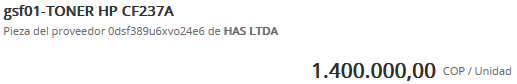 gsf01-TONER HP CF237A
Pieza del proveedor 0dsf389u6xvo24e6 de HAS LTDA
1.400.000,00 COP / Unidad